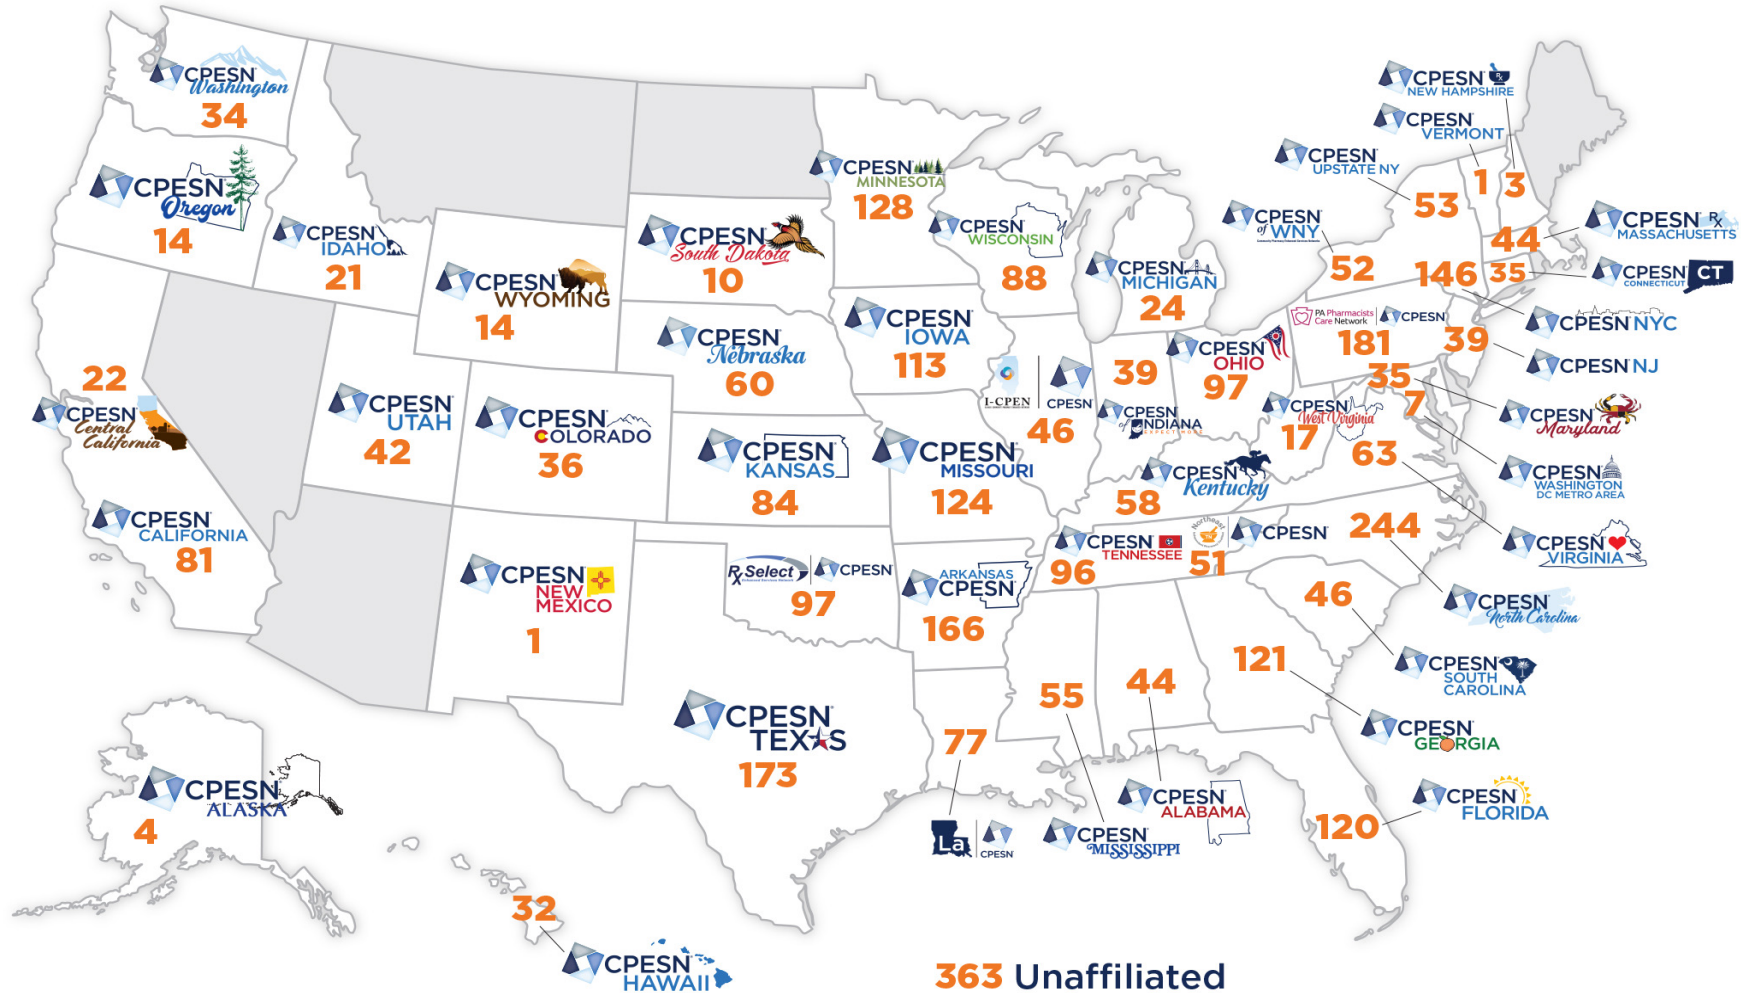 CPESN
Washington
34
CPESN
Oregon
14
CPESN
IDAHO
21
CPESN
WYOMING
14
CPESN
South Dakota
10
CPESN
Nebraska
60
CPESN
MINNESOTA
128
CPESN
WISCONSIN
88
CPESN
MICHIGAN
24
CPESN
IOWA
113
I-CPEN
CPESN
46
39
CPESN
of INDIANA
EXPECT MORE
CPESN
OHIO
97
22
CPESN
Central
California
CPESN
CALIFORNIA
81
CPESN
UTAH
42
CPESN
COLORADO
36
CPESN
KANSAS
84
CPESN
MISSOURI
124
CPESN
Kentucky
58
CPESN
West Virginia
17
CPESN
TENNESSEE
96
Northeast
TN
51
CPESN
CPESN
NEW
MEXICO
1
Rx Select
CPESN
97
ARKANSAS
CPESN
166
CPESN
TEXAS
173
77
La
CPESN
55
CPESN
MISSISSIPPI
44
CPESN
ALABAMA
121
CPESN
GEORGIA
120
CPESN
FLORIDA
46
CPESN
SOUTH
CAROLINA
244
CPESN
North Carolina
63
CPESN
VIRGINIA
7
CPESN
WASHINGTON
DC METRO AREA
35
CPESN
Maryland
39
CPESN NJ
146
CPESN NYC
PA Pharmacists
Care Network
CPESN
181
35
CPESN CT
CONNECTICUT
44
CPESN Rx
MASSACHUSETTS
CPESN Rx
NEW HAMPSHIRE
3
CPESN
VERMONT
1
CPESN
UPSTATE NY
53
CPESN
of WNY
52
CPESN
ALASKA
4
32
CPESN
HAWAII
363 Unaffiliated